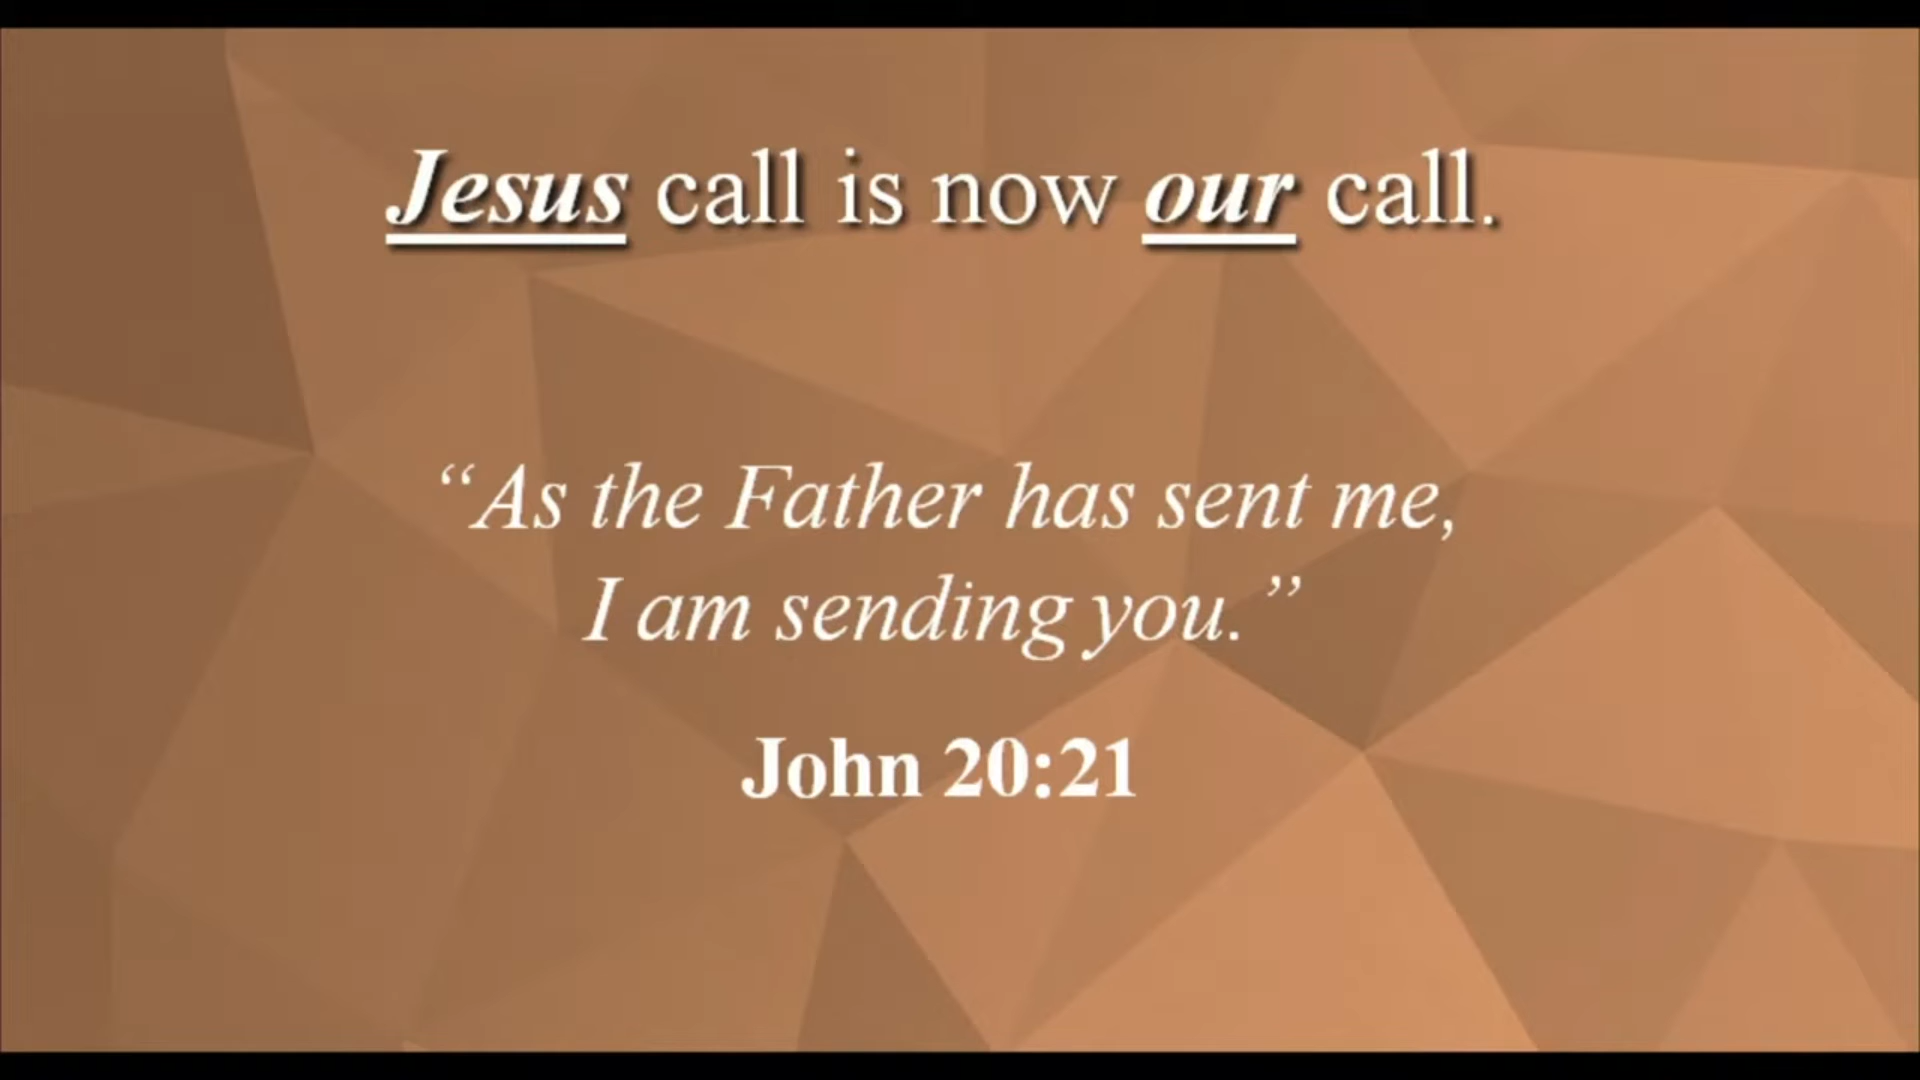 Jesus call is now our call.
“As the Father has sent me,
I am sending you.”
John 20:21